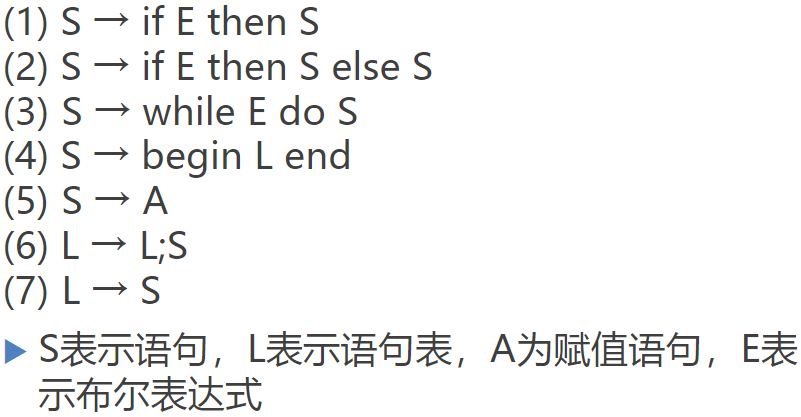 (1) S → if E then S
(2) S → if E then S else S
(3) S → while E do S
(4) S → begin L end
(5) S → A
(6) L → L;S
(7) L → S
S表示语句，L表示语句表，A为赋值语句，E表
示布尔表达式